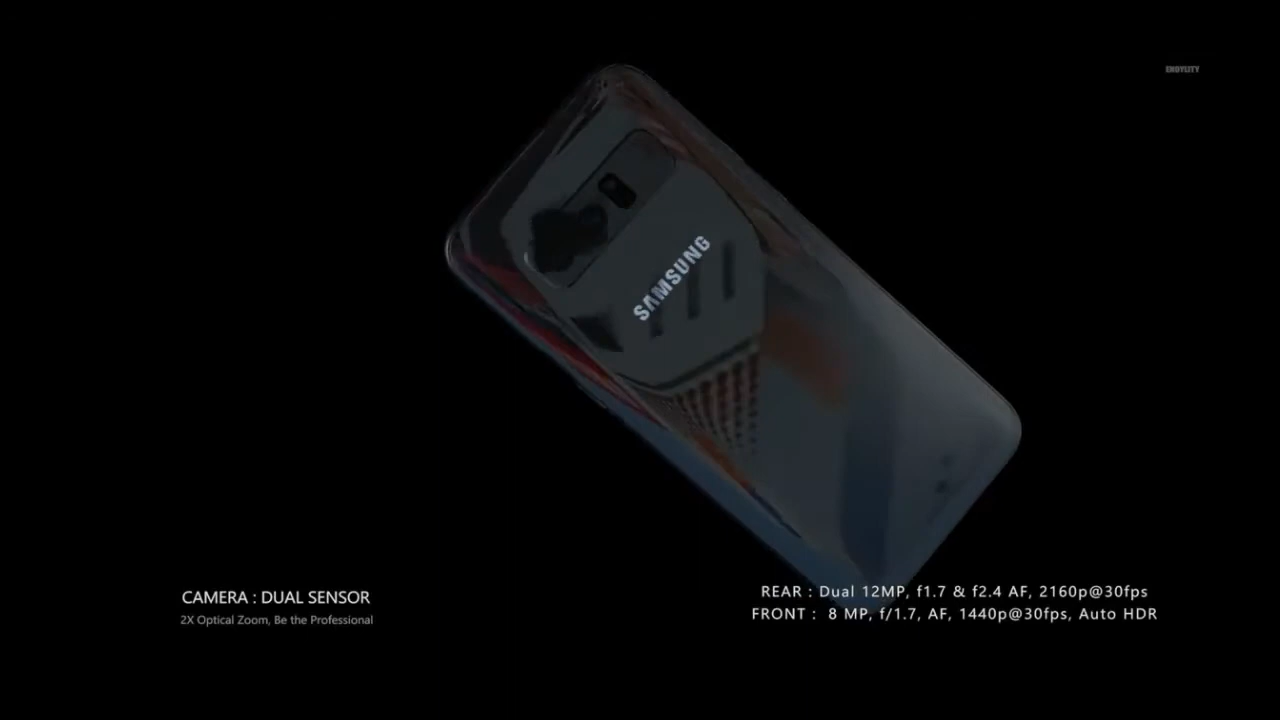 ENOYLITY
SAMSUNG
CAMERA : DUAL SENSOR
2X Optical Zoom, Be the Professional
REAR : Dual 12MP, f1.7 & f2.4 AF, 2160p@30fps
FRONT : 8 MP, f/1.7, AF, 1440p@30fps, Auto HDR